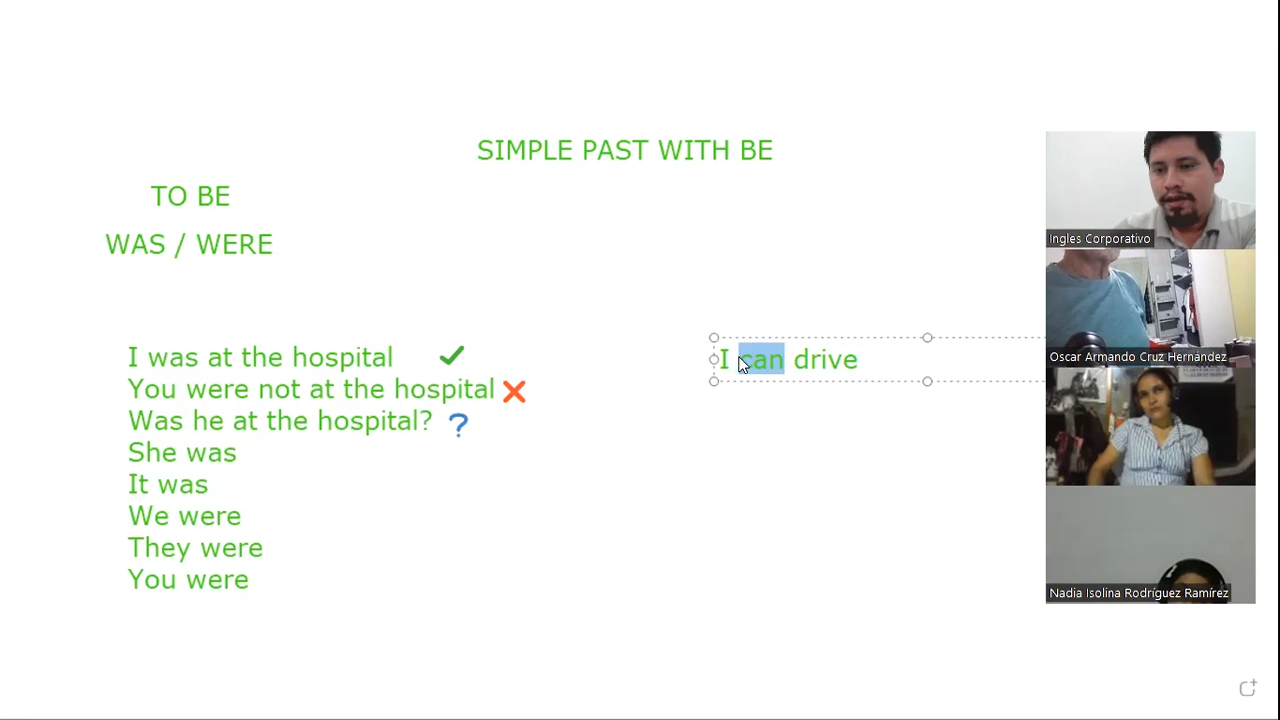 SIMPLE PAST WITH BE
TO BE
WAS / WERE
I was at the hospital
You were not at the hospital
Was he at the hospital?
She was
It was
We were
They were
You were
I can drive
Ingles Corporativo
Oscar Armando Cruz Hernández
Nadia Isolina Rodríguez Ramírez